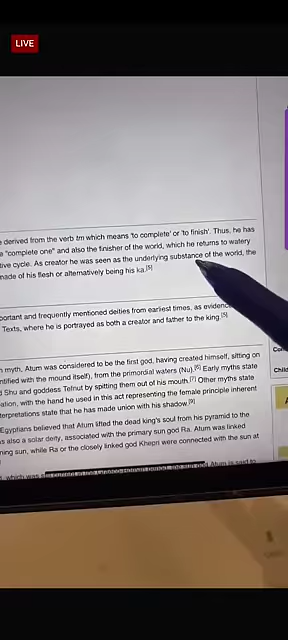 LIVE
derived from the verb tm which means 'to complete' or 'to finish'. Thus, he has
"complete one" and also the finisher of the world, which he returns to watery
tive cycle. As creator he was seen as the underlying substance of the world, the
made of his flesh or alternatively being his ka.[5]
portant and frequently mentioned deities from earliest times, as evidenc
Texts, where he is portrayed as both a creator and father to the king.[5]
myth, Atum was considered to be the first god, having created himself, sitting on
ntified with the mound itself), from the primordial waters (Nu).[6] Early myths state
Shu and goddess Tefnut by spitting them out of his mouth.[7] Other myths state
ation, with the hand he used in this act representing the female principle inherent
terpretations state that he has made union with his shadow.[9]
Egyptians believed that Atum lifted the dead king's soul from his pyramid to the
s also a solar deity, associated with the primary sun god Ra. Atum was linked
ning sun, while Ra or the closely linked god Khepri were connected with the sun at
Child